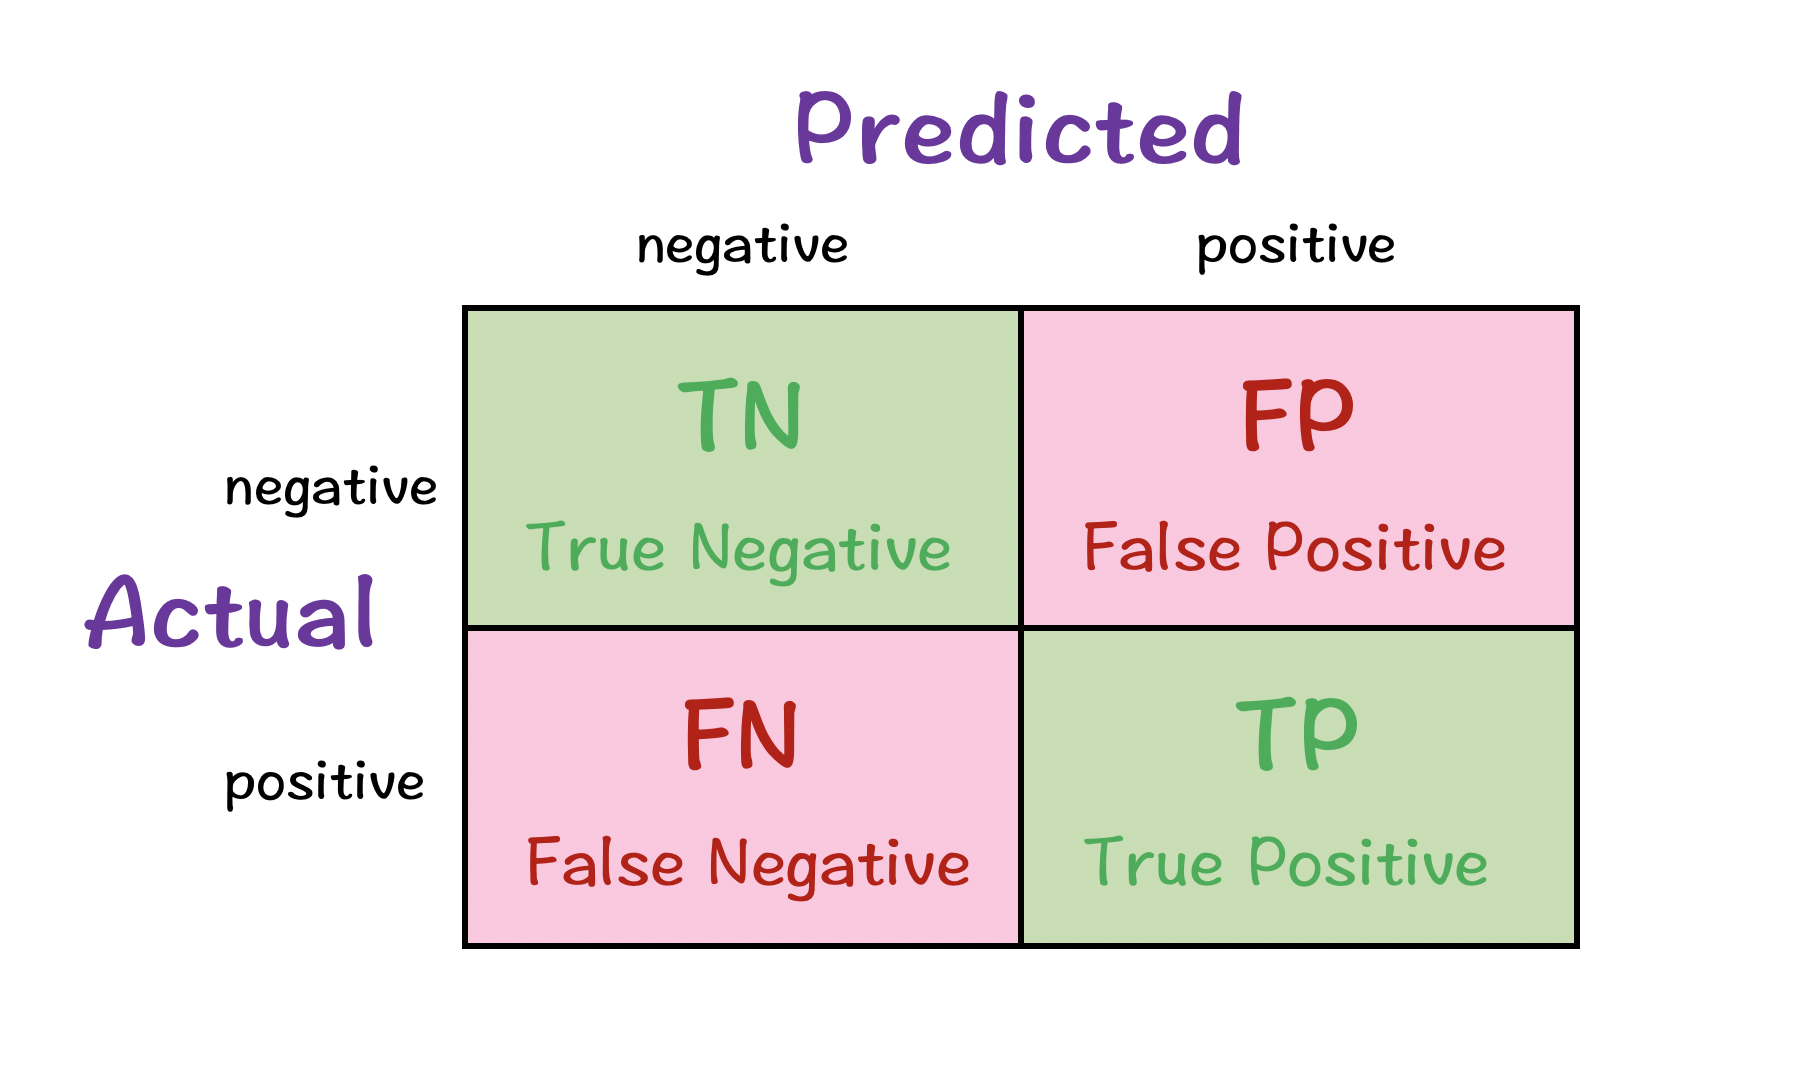 Predicted
negative positive
TN FP
negative
True Negative False Positive
Actual
FN TP
positive
False Negative True Positive